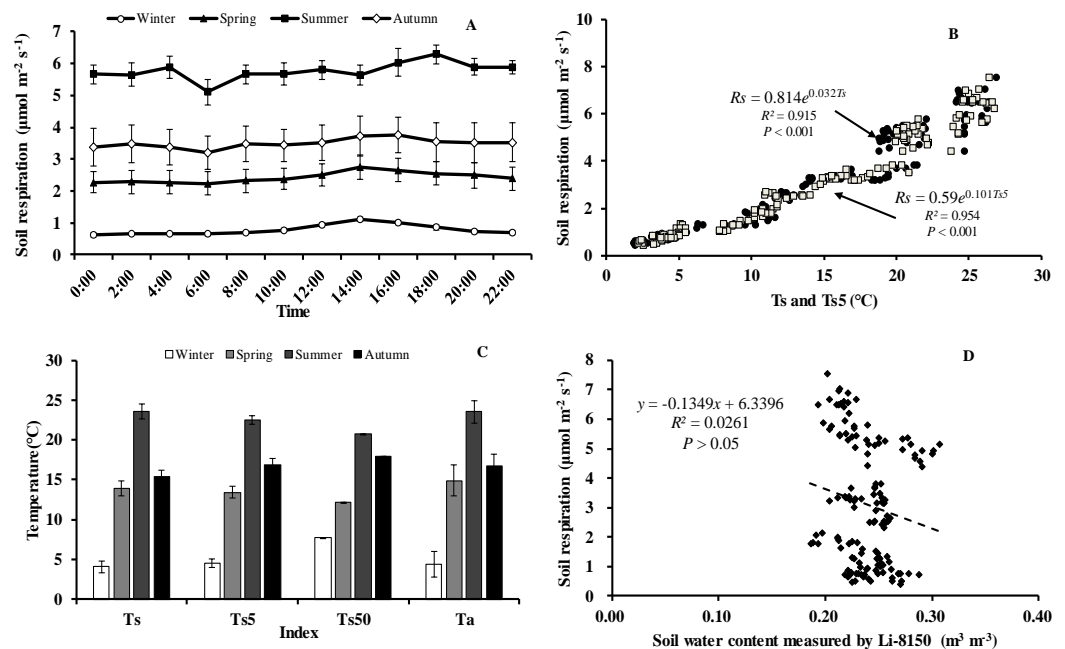 Winter Spring Summer Autumn
A
7
6
5
4
3
2
1
0
Soil respiration (μmol m-2 s-1)
0:00 2:00 4:00 6:00 8:00 10:00 12:00 14:00 16:00 18:00 20:00 22:00
Time
B
10
8
6
4
2
0
Soil respiration (μmol m-2 s-1)
Rs = 0.814e0.032Ts
R² = 0.915
P < 0.001
Rs = 0.59e0.101Ts5
R² = 0.954
P < 0.001
0 5 10 15 20 25 30
Ts and Ts5 (°C)
Winter Spring Summer Autumn
C
30
25
20
15
10
5
0
Temperature(°C)
Ts Ts5 Ts50 Ta
Index
D
8
7
6
5
4
3
2
1
0
Soil respiration (μmol m-2 s-1)
y = -0.1349x + 6.3396
R² = 0.0261
P > 0.05
0.00 0.10 0.20 0.30 0.40
Soil water content measured by Li-8150 (m3 m-3)